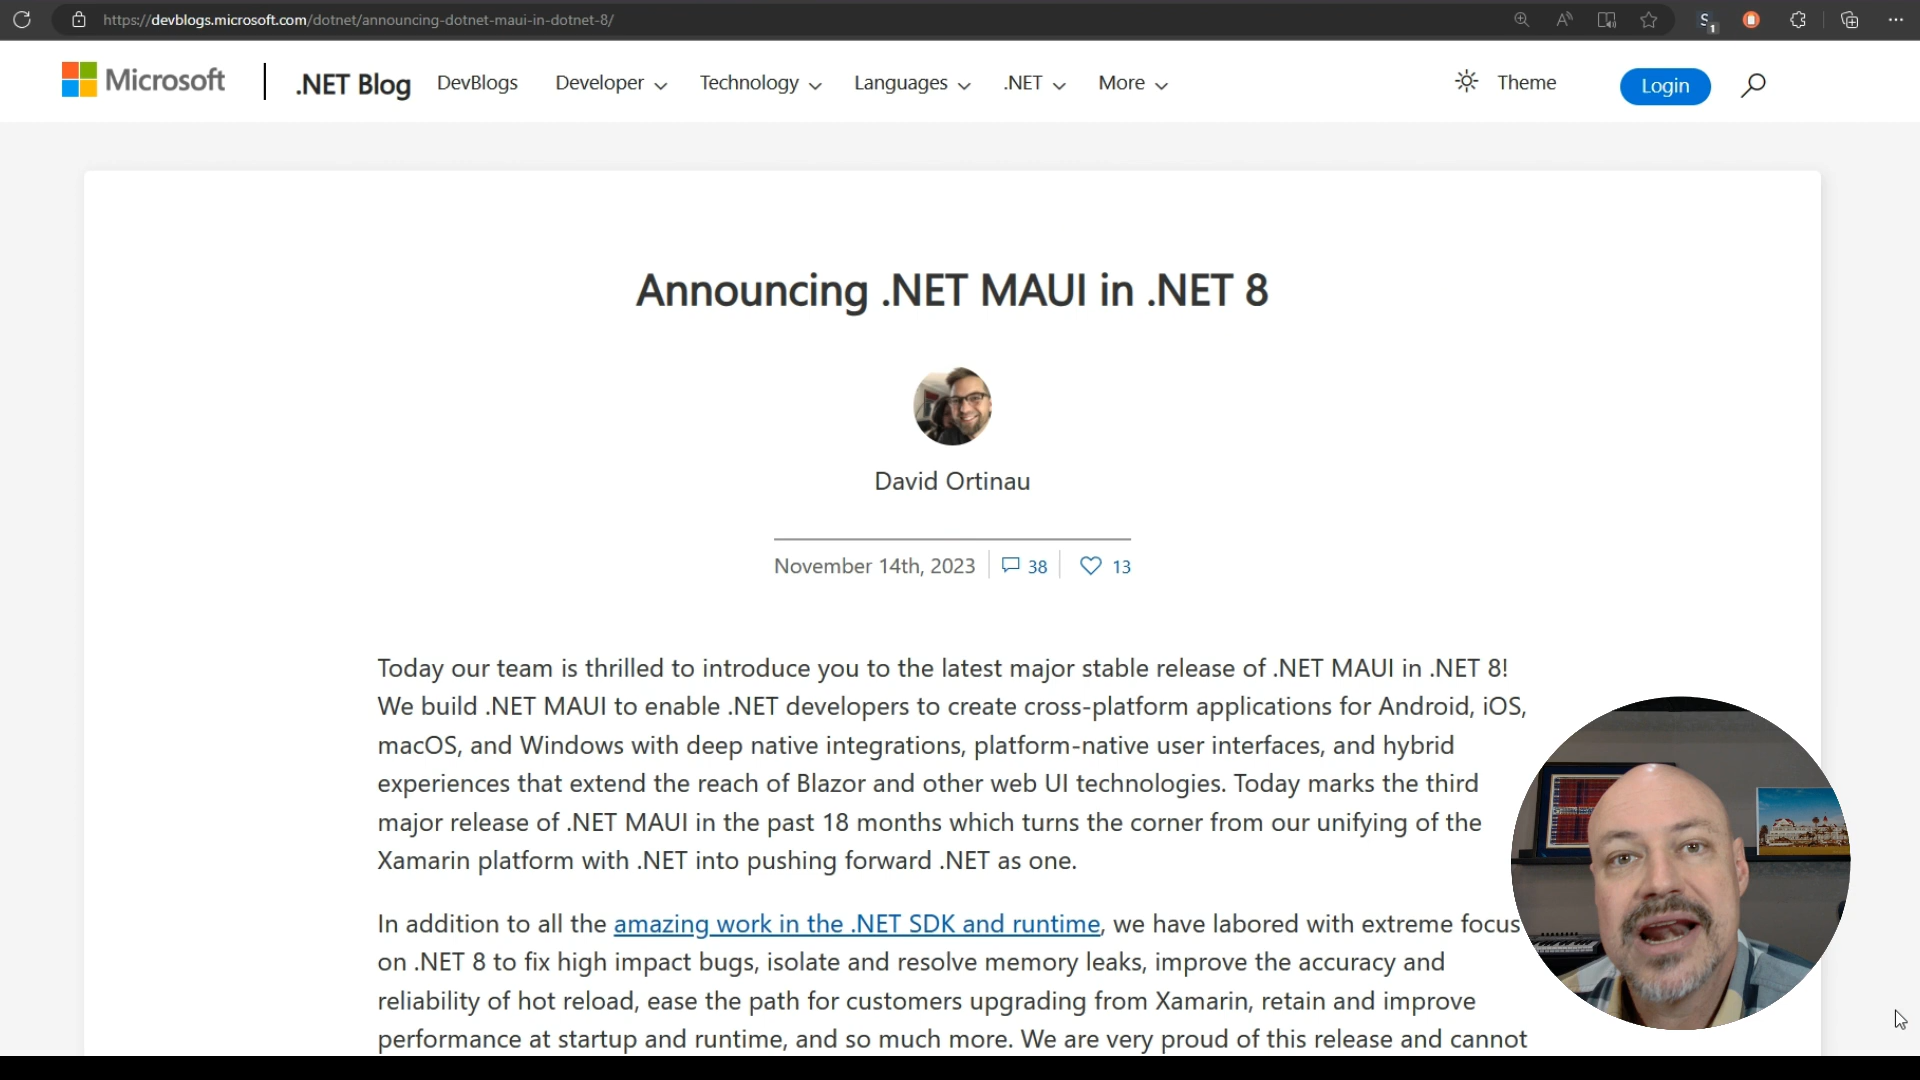 https://devblogs.microsoft.com/dotnet/announcing-dotnet-maui-in-dotnet-8/
S 1
Microsoft .NET Blog DevBlogs Developer Technology Languages .NET More Theme Login
Announcing .NET MAUI in .NET 8
David Ortinau
November 14th, 2023 38 13
Today our team is thrilled to introduce you to the latest major stable release of .NET MAUI in .NET 8!
We build .NET MAUI to enable .NET developers to create cross-platform applications for Android, iOS,
macOS, and Windows with deep native integrations, platform-native user interfaces, and hybrid
experiences that extend the reach of Blazor and other web UI technologies. Today marks the third
major release of .NET MAUI in the past 18 months which turns the corner from our unifying of the
Xamarin platform with .NET into pushing forward .NET as one.
In addition to all the amazing work in the .NET SDK and runtime, we have labored with extreme focus
on .NET 8 to fix high impact bugs, isolate and resolve memory leaks, improve the accuracy and
reliability of hot reload, ease the path for customers upgrading from Xamarin, retain and improve
performance at startup and runtime, and so much more. We are very proud of this release and cannot